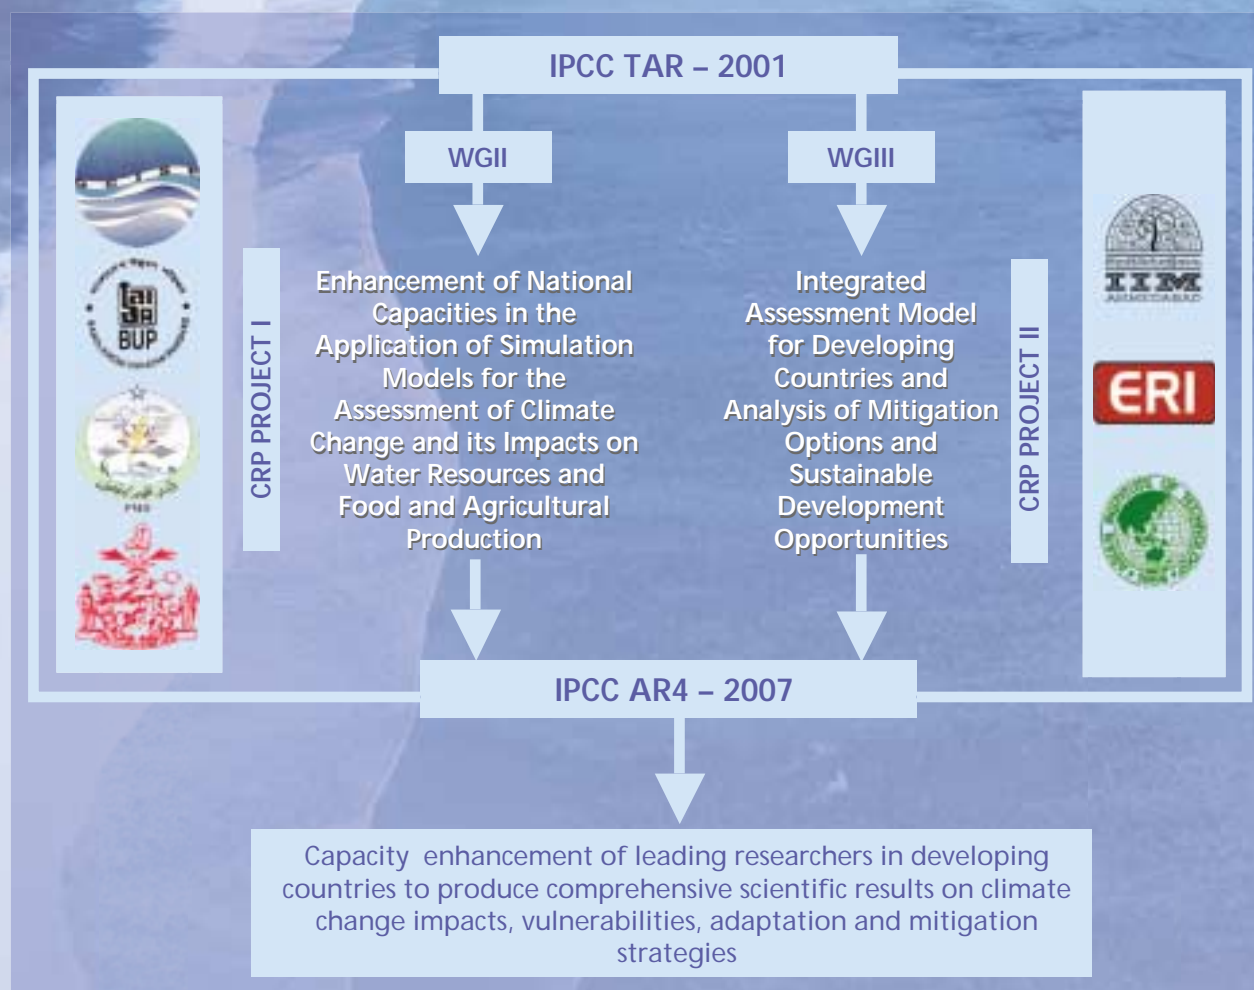 IPCC TAR – 2001
WGII
WGIII
CRP PROJECT I
Enhancement of National
Capacities in the
Application of Simulation
Models for the
Assessment of Climate
Change and its Impacts on
Water Resources and
Food and Agricultural
Production
Integrated
Assessment Model
for Developing
Countries and
Analysis of Mitigation
Options and
Sustainable
Development
Opportunities
CRP PROJECT II
BUP
IIM
AHMEDABAD
ERI
IPCC AR4 – 2007
Capacity enhancement of leading researchers in developing
countries to produce comprehensive scientific results on climate
change impacts, vulnerabilities, adaptation and mitigation
strategies